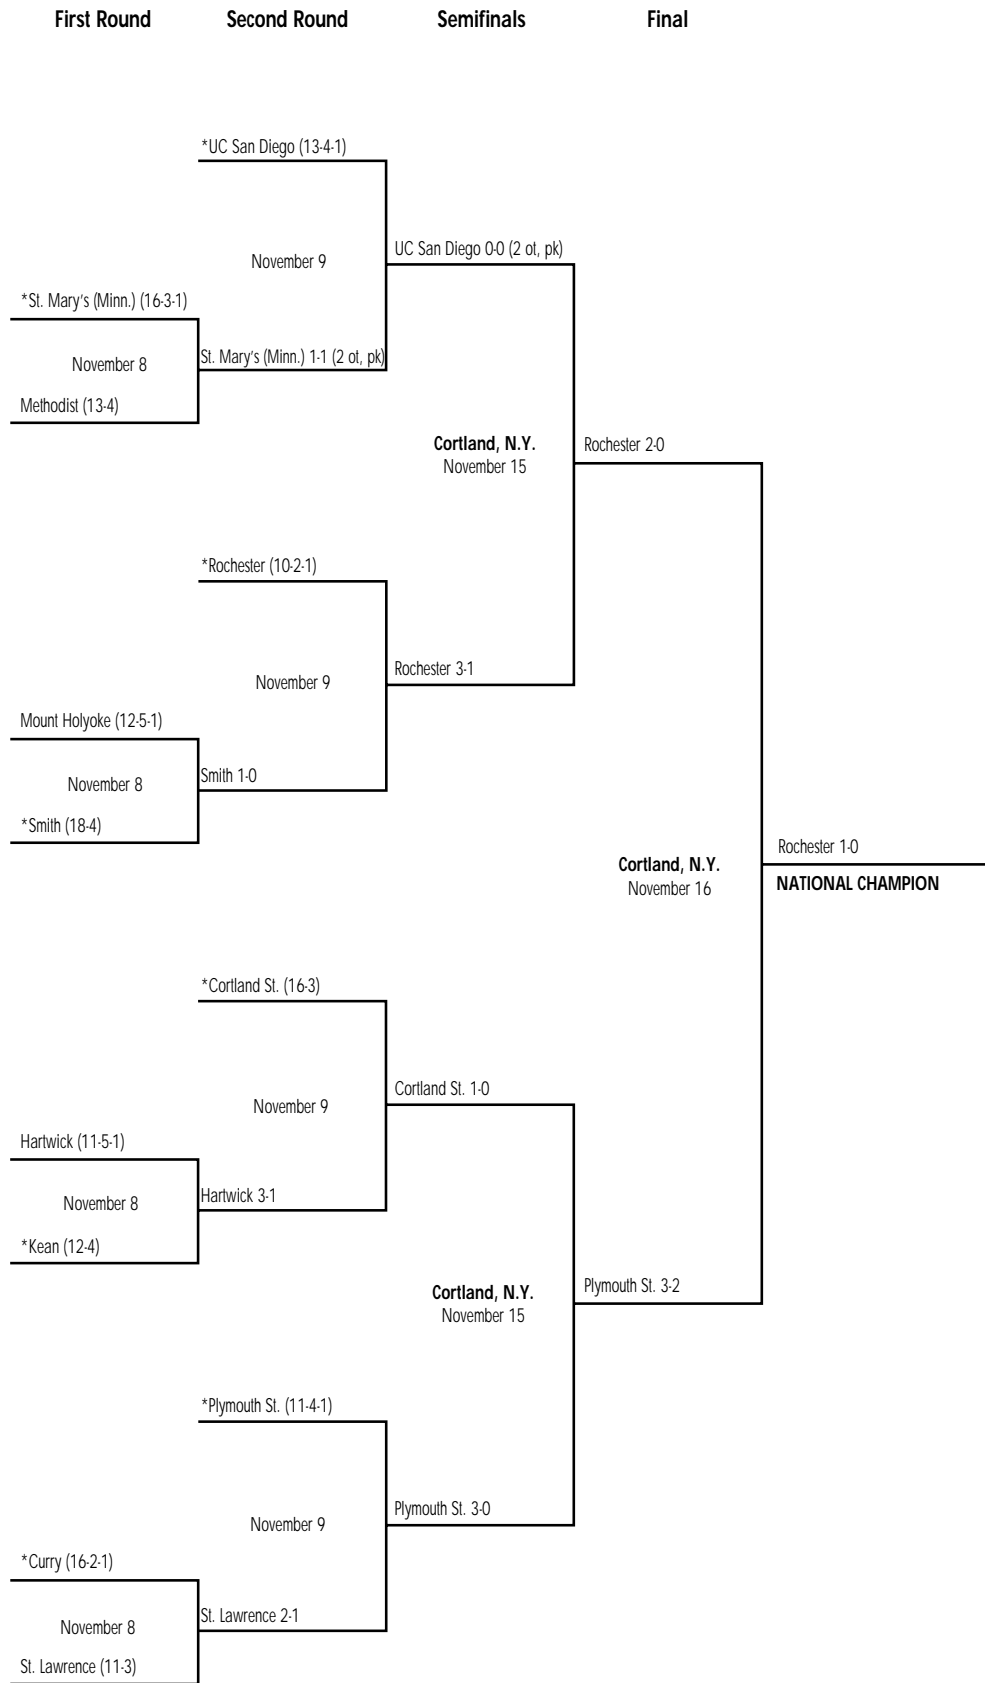 First Round Second Round Semifinals Final
*UC San Diego (13-4-1)
UC San Diego 0-0 (2 ot, pk)
November 9
*St. Mary's (Minn.) (16-3-1)
St. Mary's (Minn.) 1-1 (2 ot, pk)
November 8
Methodist (13-4)
Cortland, N.Y.
November 15
Rochester 2-0
*Rochester (10-2-1)
Rochester 3-1
November 9
Mount Holyoke (12-5-1)
Smith 1-0
November 8
*Smith (18-4)
Rochester 1-0
Cortland, N.Y.
November 16
NATIONAL CHAMPION
*Cortland St. (16-3)
Cortland St. 1-0
November 9
Hartwick (11-5-1)
Hartwick 3-1
November 8
*Kean (12-4)
Cortland, N.Y.
November 15
Plymouth St. 3-2
*Plymouth St. (11-4-1)
Plymouth St. 3-0
November 9
*Curry (16-2-1)
St. Lawrence 2-1
November 8
St. Lawrence (11-3)